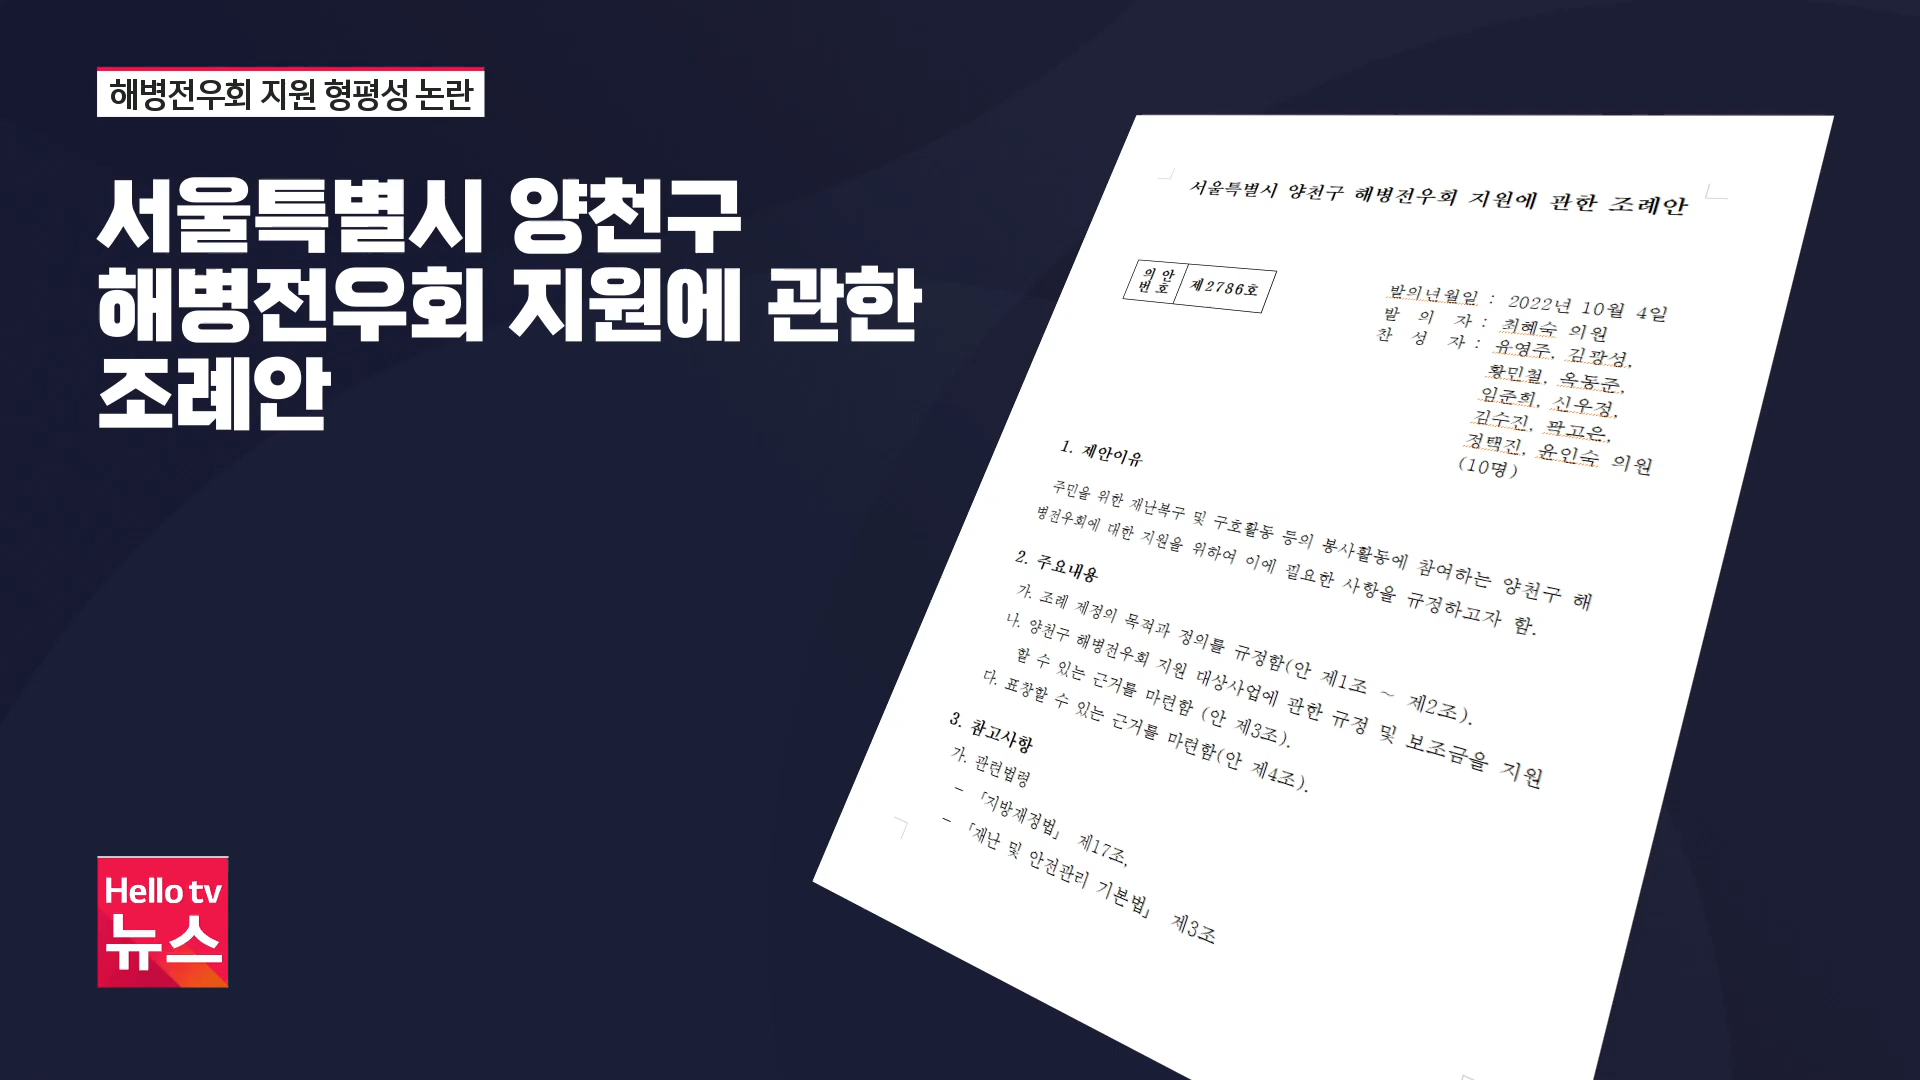 해병전우회 지원 형평성 논란
서울특별시 양천구
해병전우회 지원에 관한
조례안
Hello tv
뉴스
서울특별시 양천구 해병전우회 지원에 관한 조례안
의 안
번 호
제2786호
발의년월일 : 2022년 10월 4일
발 의 자 : 최혜숙 의원
찬 성 자 : 유영주, 김광성,
황민철, 옥동준,
임준희, 신우정,
김수진, 곽고은,
정택진, 윤인숙 의원
(10명)
1. 제안이유
주민을 위한 재난복구 및 구호활동 등의 봉사활동에 참여하는 양천구 해
병전우회에 대한 지원을 위하여 이에 필요한 사항을 규정하고자 함.
2. 주요내용
가. 조례 제정의 목적과 정의를 규정함(안 제1조 ~ 제2조).
나. 양천구 해병전우회 지원 대상사업에 관한 규정 및 보조금을 지원
할 수 있는 근거를 마련함 (안 제3조).
다. 표창할 수 있는 근거를 마련함(안 제4조).
3. 참고사항
가. 관련법령
- 「지방재정법」 제17조,
- 「재난 및 안전관리 기본법」 제3조